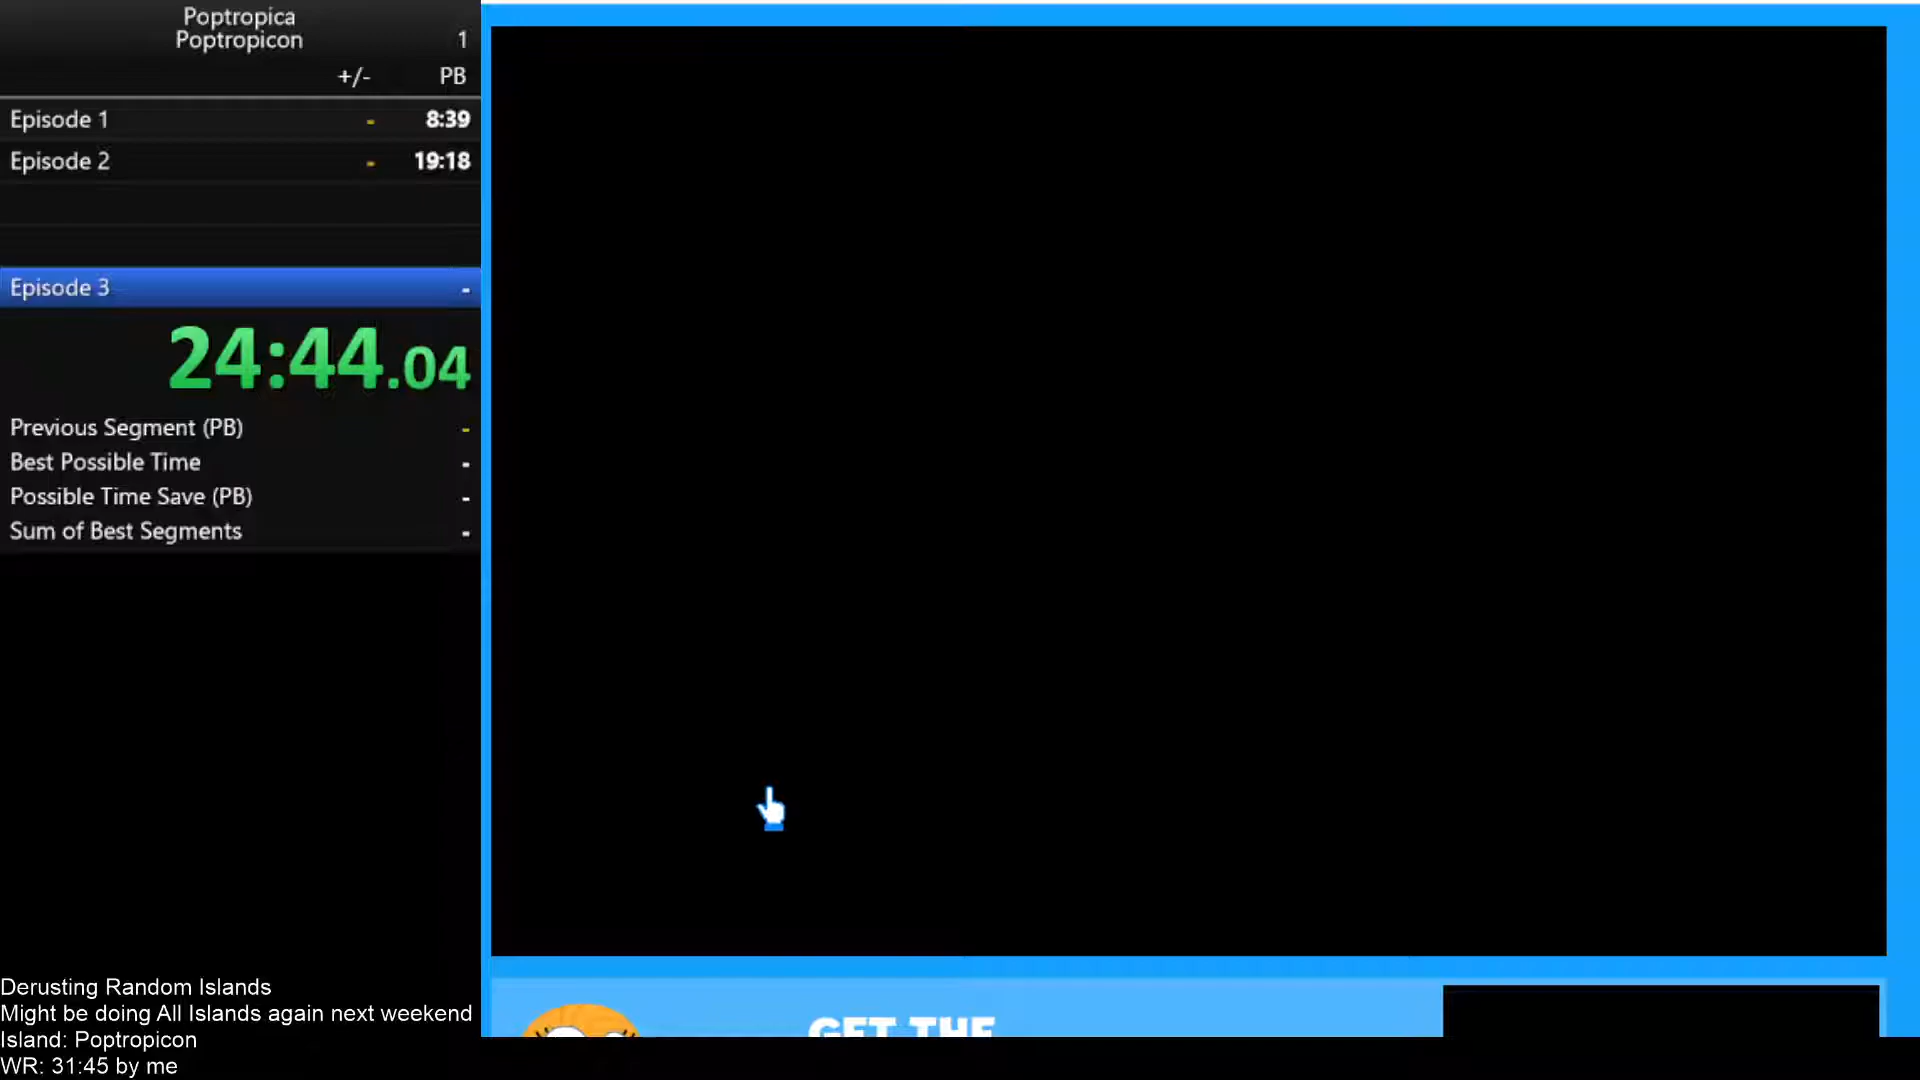 Poptropica
Poptropicon 1
+/- PB
Episode 1 - 8:39
Episode 2 - 19:18
Episode 3 -
24:44.04
Previous Segment (PB) -
Best Possible Time -
Possible Time Save (PB) -
Sum of Best Segments -
Derusting Random Islands
Might be doing All Islands again next weekend
Island: Poptropicon
WR: 31:45 by me
GET THE